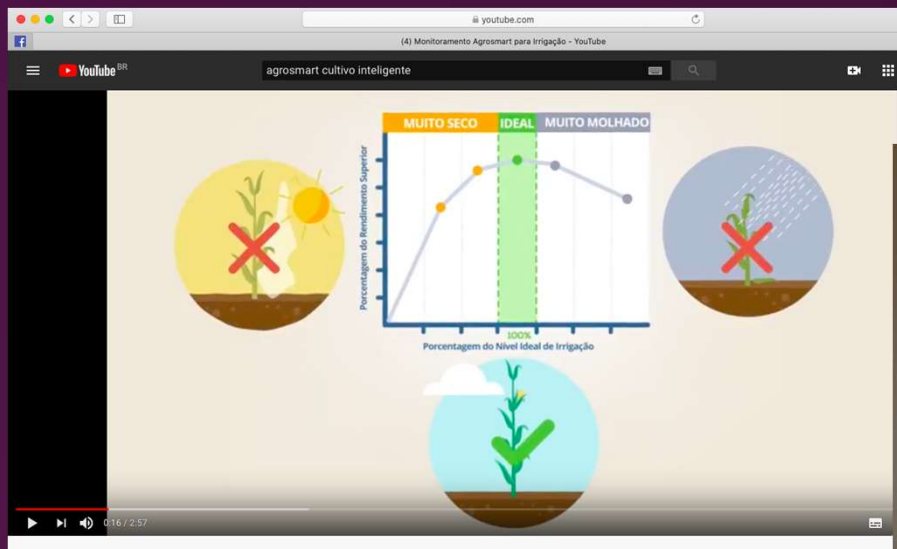 youtube.com
(4) Monitoramento Agrosmart para Irrigação - YouTube
YouTube BR
agrosmart cultivo inteligente
MUITO SECO
IDEAL
MUITO MOLHADO
Porcentagem do Rendimento Superior
100%
Porcentagem do Nível Ideal de Irrigação
0:16 / 2:57